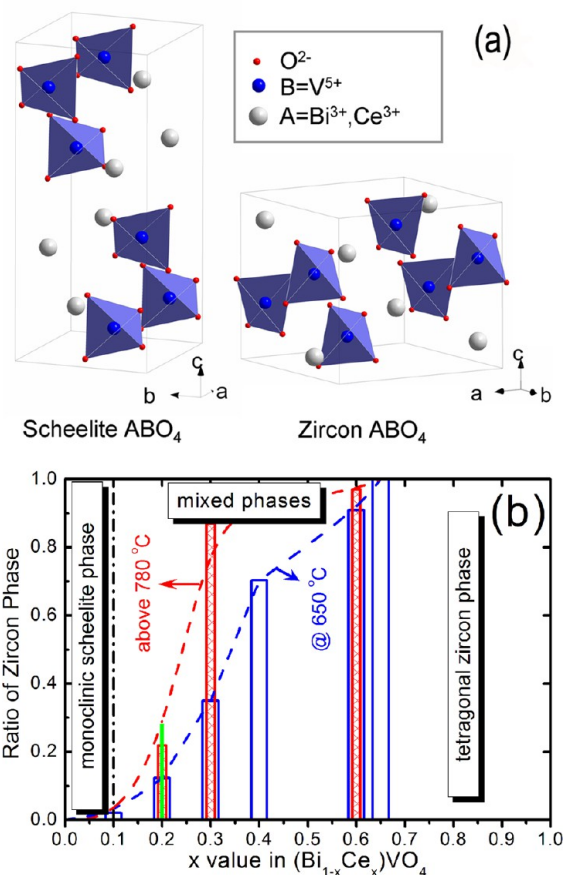 (a)
O²⁻
B=V⁵⁺
A=Bi³⁺,Ce³⁺
c
b
a
c
a
b
Scheelite ABO₄
Zircon ABO₄
(b)
mixed phases
monoclinic scheelite phase
above 780 °C
@ 650 °C
tetragonal zircon phase
Ratio of Zircon Phase
1.0
0.8
0.6
0.4
0.2
0.0
0.0 0.1 0.2 0.3 0.4 0.5 0.6 0.7 0.8 0.9 1.0
x value in (Bi₁₋ₓCeₓ)VO₄